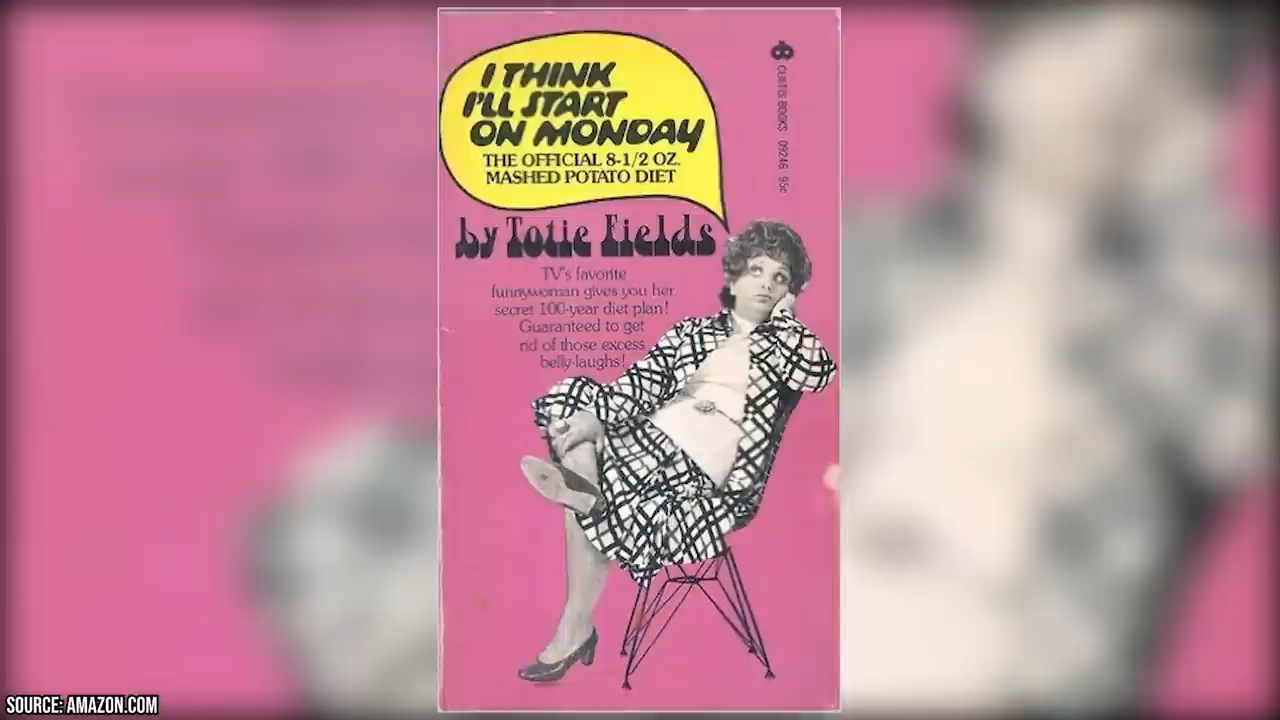 I THINK
I'LL START
ON MONDAY
THE OFFICIAL 8-1/2 OZ.
MASHED POTATO DIET
CURTIS BOOKS 09246 95c
by Totie Fields
TV's favorite
funnywoman gives you her
secret 100-year diet plan!
Guaranteed to get
rid of those excess
belly-laughs!
SOURCE: AMAZON.COM